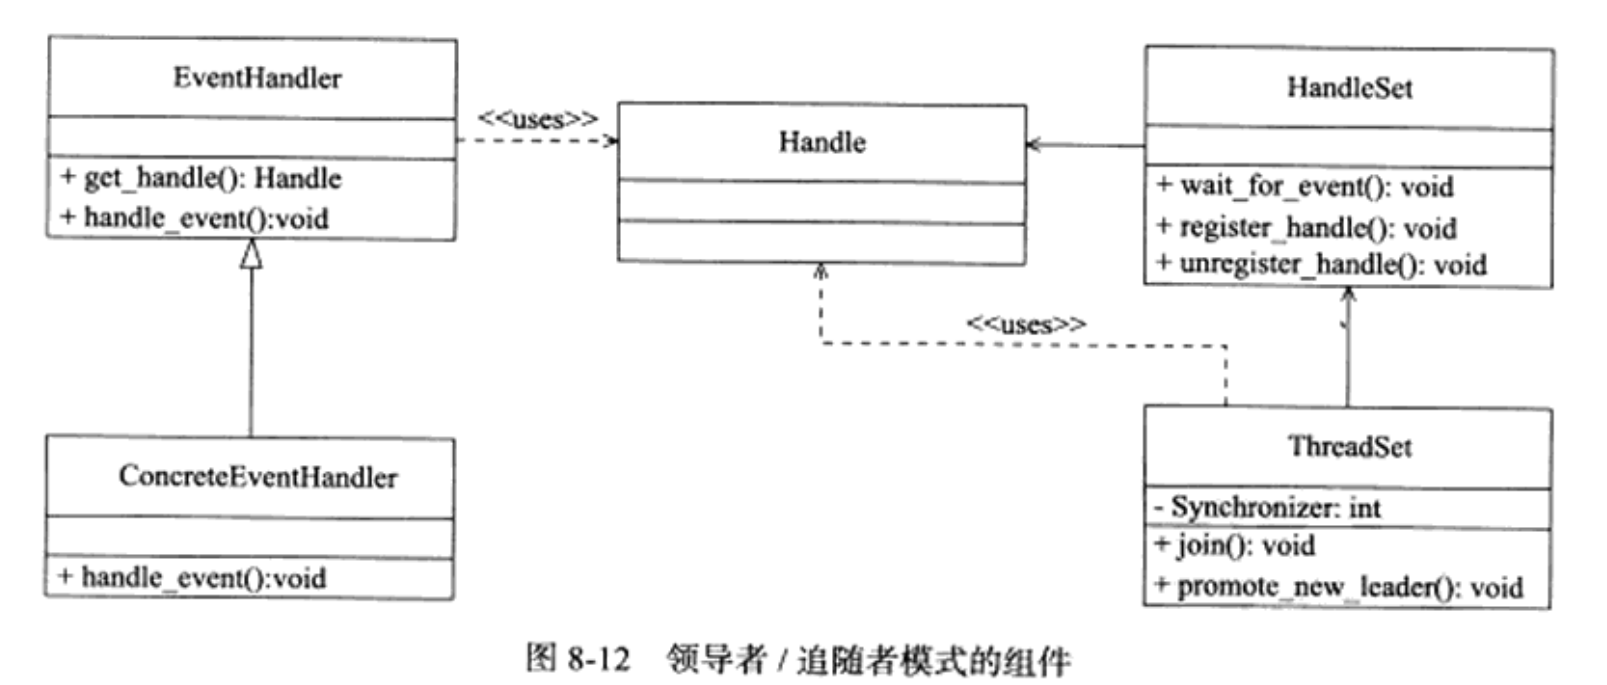 EventHandler
+ get_handle(): Handle
+ handle_event():void
<<uses>>
Handle
HandleSet
+ wait_for_event(): void
+ register_handle(): void
+ unregister_handle(): void
<<uses>>
ConcreteEventHandler
+ handle_event():void
ThreadSet
- Synchronizer: int
+ join(): void
+ promote_new_leader(): void
图 8-12 领导者 / 追随者模式的组件